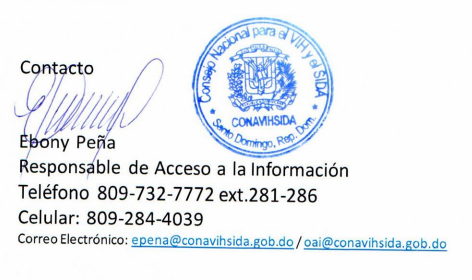 Contacto
Consejo Nacional para el VIH y el SIDA
CONAVIHSIDA
Santo Domingo, Rep. Dom.
Ebony Peña
Responsable de Acceso a la Información
Teléfono 809-732-7772 ext.281-286
Celular: 809-284-4039
Correo Electrónico: epena@conavihsida.gob.do / oai@conavihsida.gob.do